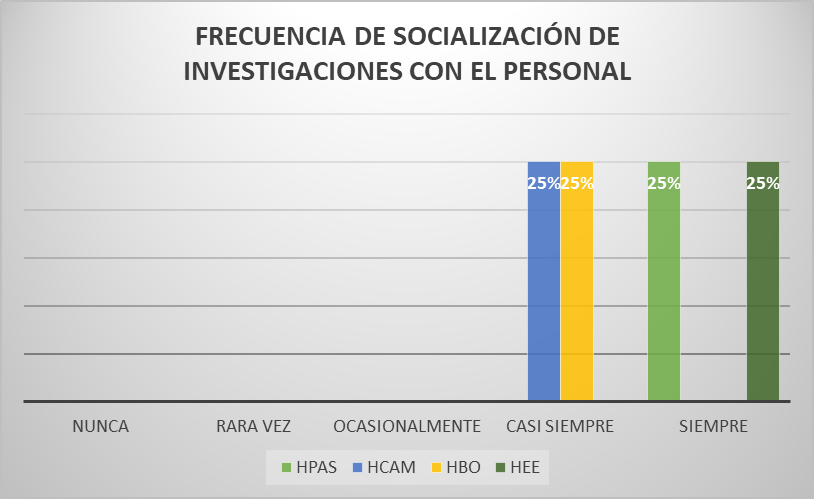 FRECUENCIA DE SOCIALIZACIÓN DE
INVESTIGACIONES CON EL PERSONAL
25% 25% 25% 25%
NUNCA RARA VEZ OCASIONALMENTE CASI SIEMPRE SIEMPRE
HPAS HCAM HBO HEE